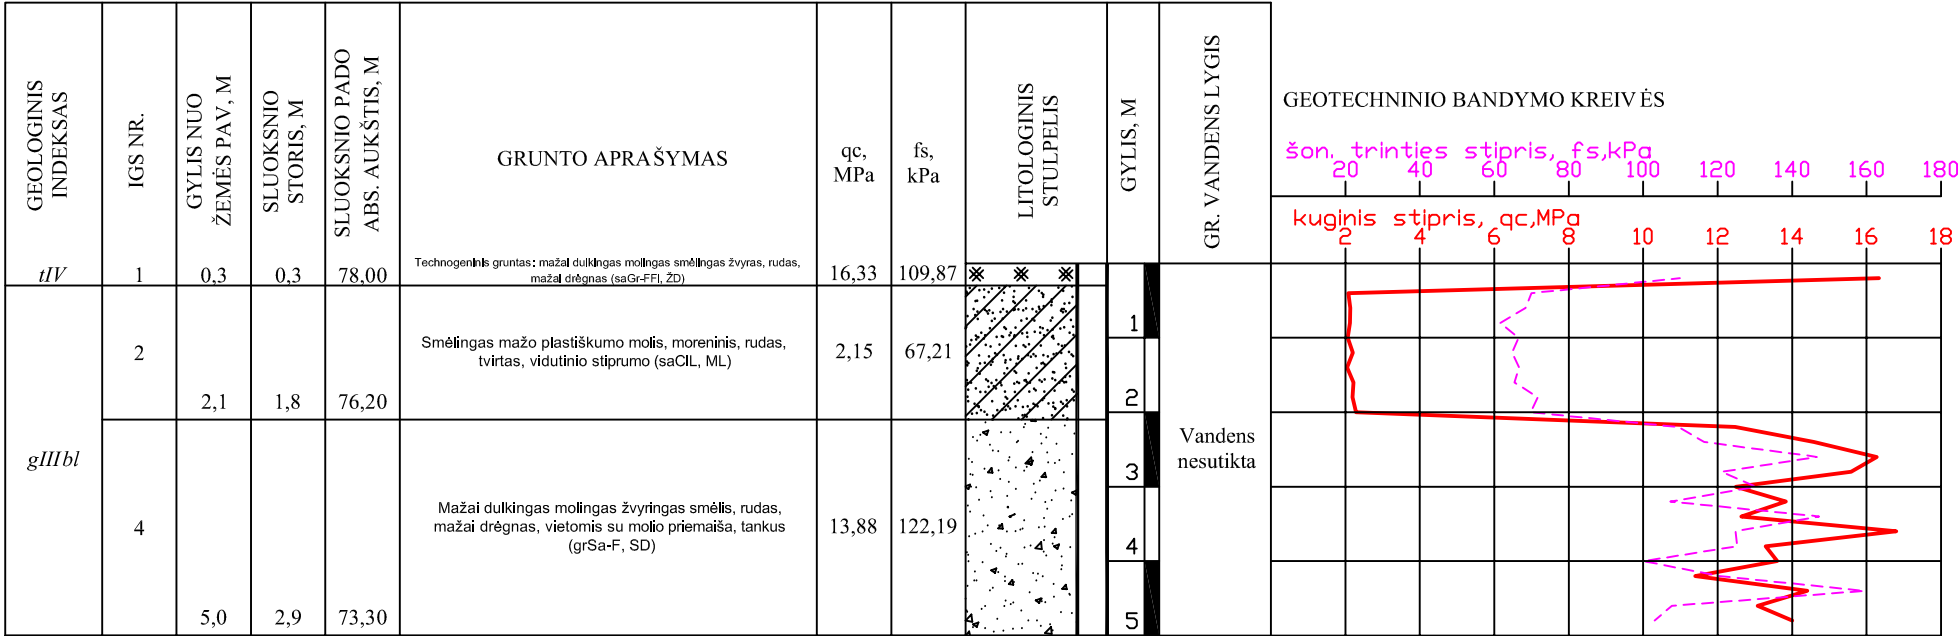 GEOLOGINIS
INDEKSAS
IGS NR.
GYLIS NUO
ŽEMĖS PAV, M
SLUOKSNIO
STORIS, M
SLUOKSNIO PADO
ABS. AUKŠTIS, M
GRUNTO APRAŠYMAS
qc,
MPa
fs,
kPa
LITOLOGINIS
STULPELIS
GYLIS, M
GR. VANDENS LYGIS
GEOTECHNINIO BANDYMO KREIVĖS
šon. trinties stipris, fs,kPa
20 40 60 80 100 120 140 160 180
kuginis stipris, qc,MPa
2 4 6 8 10 12 14 16 18
tIV
1
0,3
0,3
78,00
Technogeninis gruntas: mažai dulkingas molingas smėlingas žvyras, rudas,
mažai drėgnas (saGr-FFI, ŽD)
16,33
109,87
2
2,1
1,8
76,20
Smėlingas mažo plastiškumo molis, moreninis, rudas,
tvirtas, vidutinio stiprumo (saClL, ML)
2,15
67,21
gIIIbl
4
5,0
2,9
73,30
Mažai dulkingas molingas žvyringas smėlis, rudas,
mažai drėgnas, vietomis su molio priemaiša, tankus
(grSa-F, SD)
13,88
122,19
1
2
3
4
5
Vandens
nesutikta